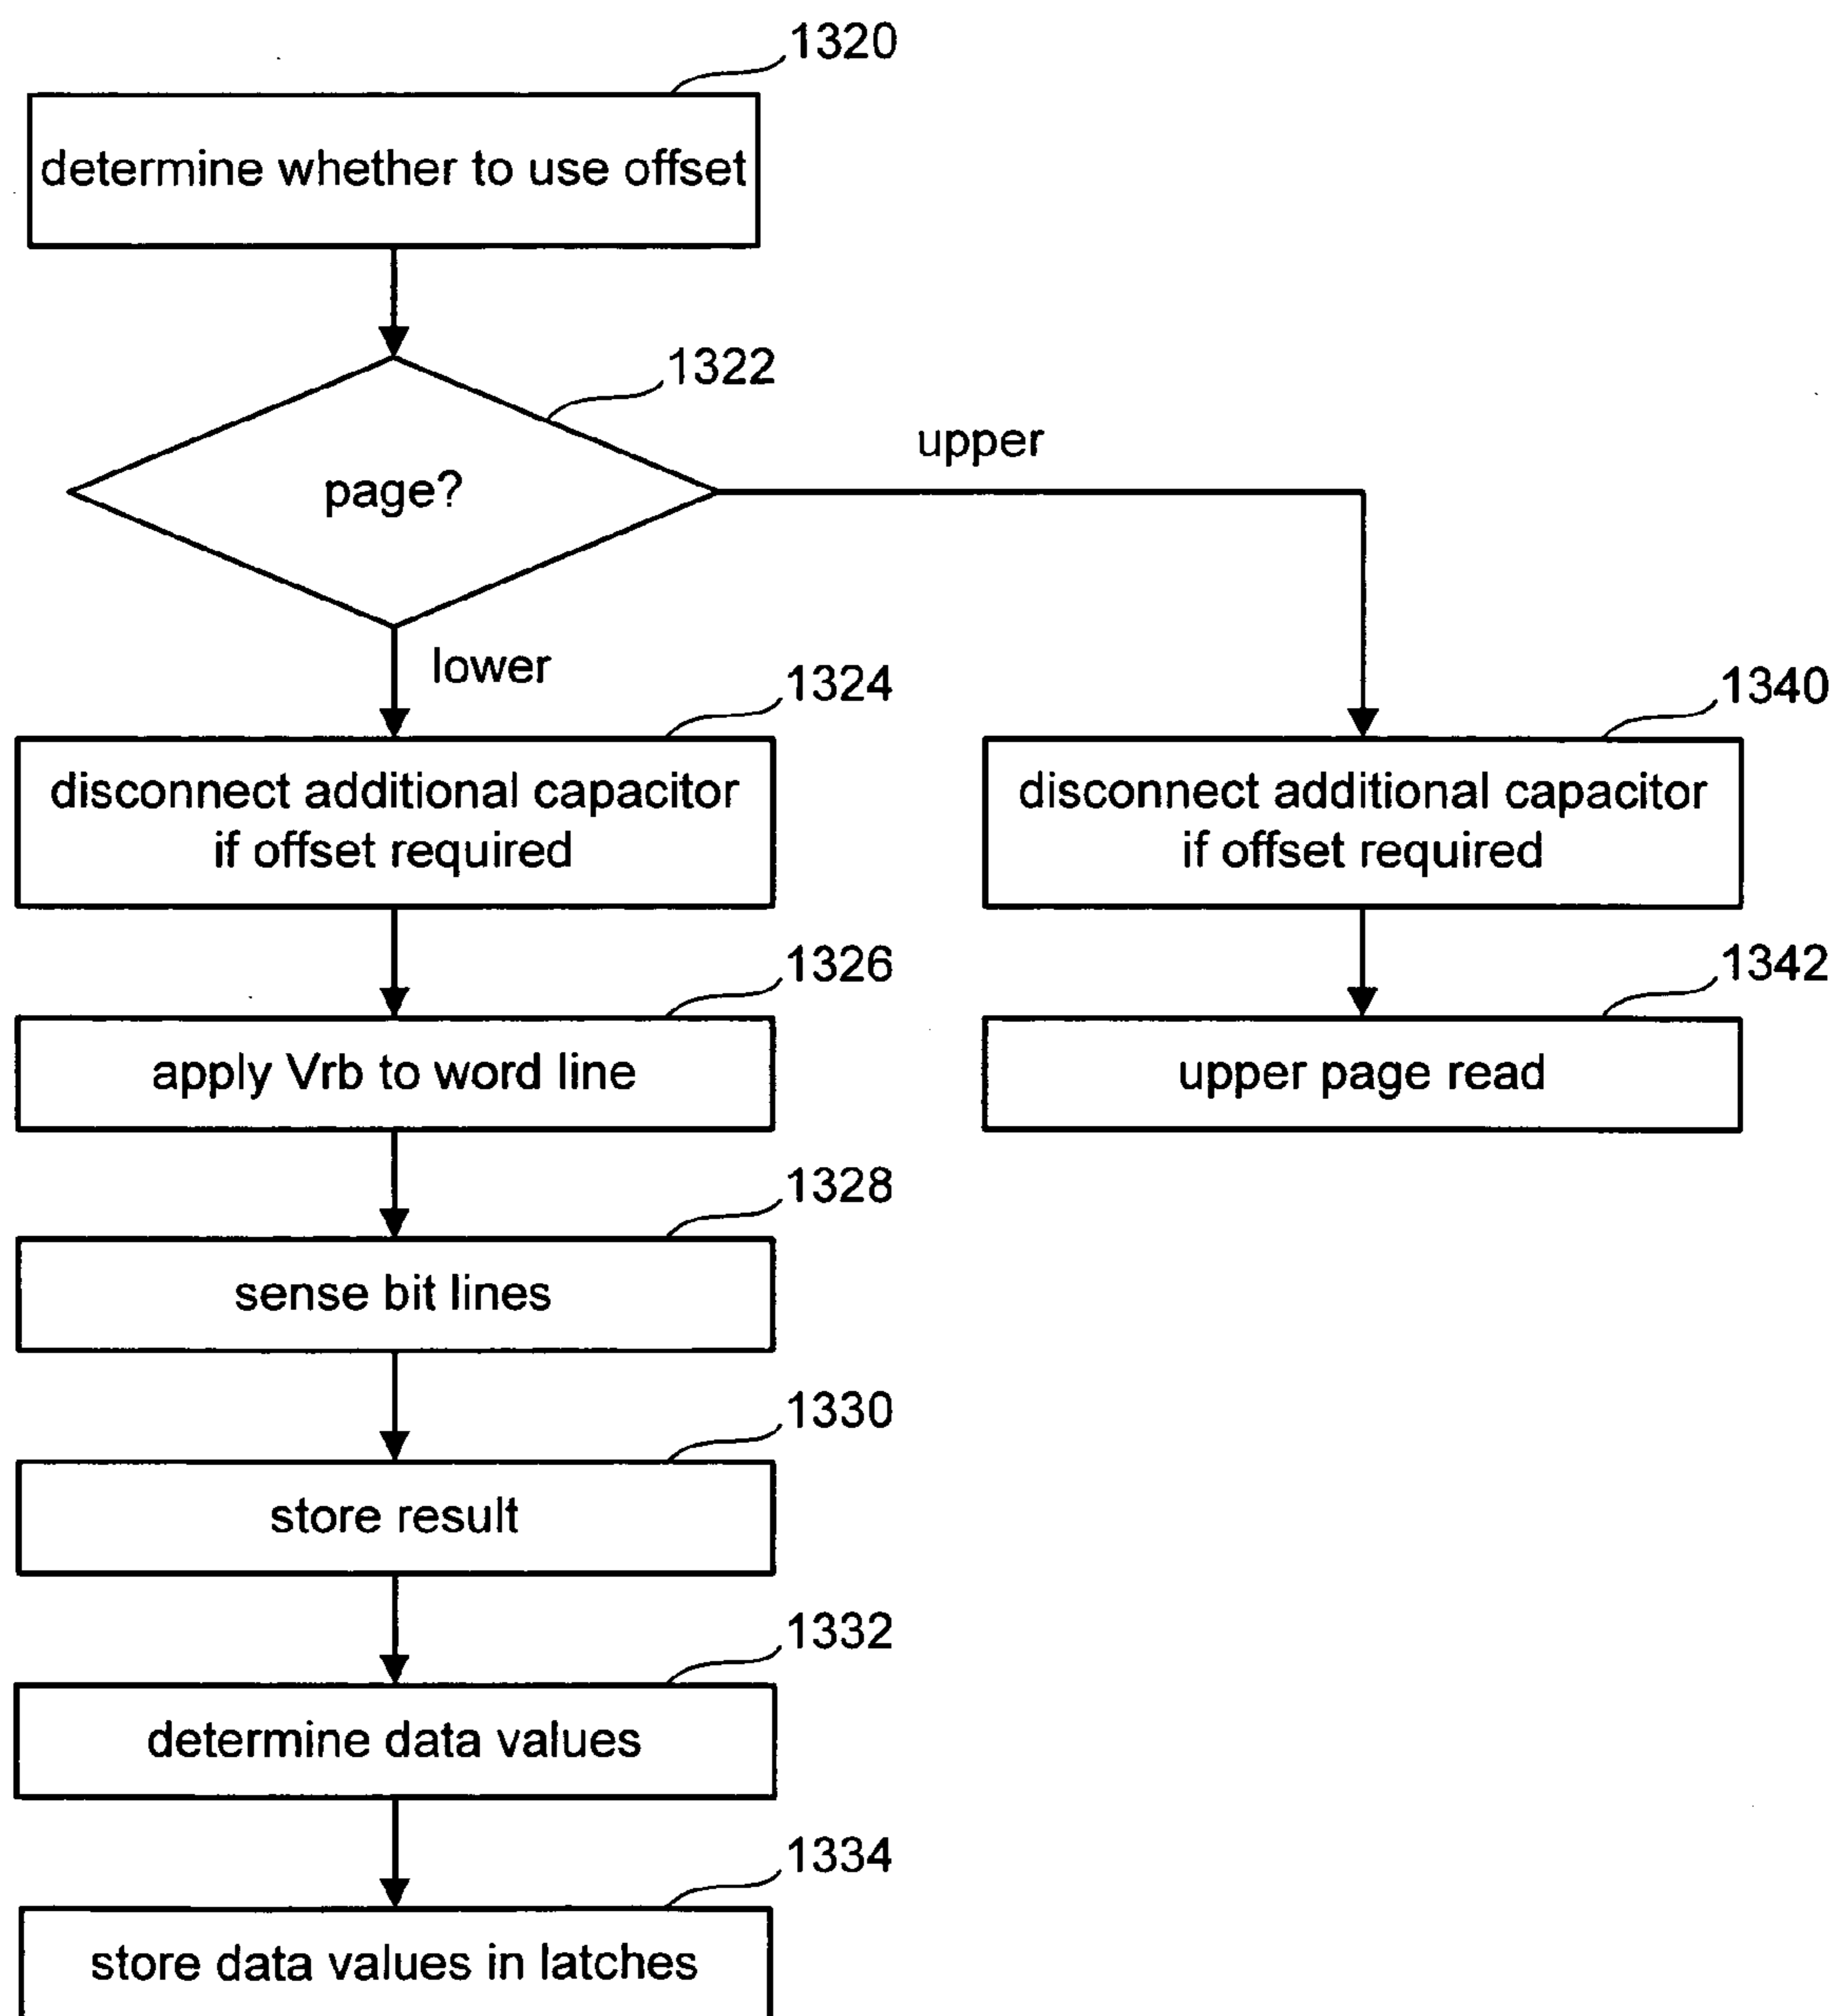 1320
determine whether to use offset
1322
page?
upper
lower
1324
disconnect additional capacitor
if offset required
1340
disconnect additional capacitor
if offset required
1326
apply Vrb to word line
1342
upper page read
1328
sense bit lines
1330
store result
1332
determine data values
1334
store data values in latches